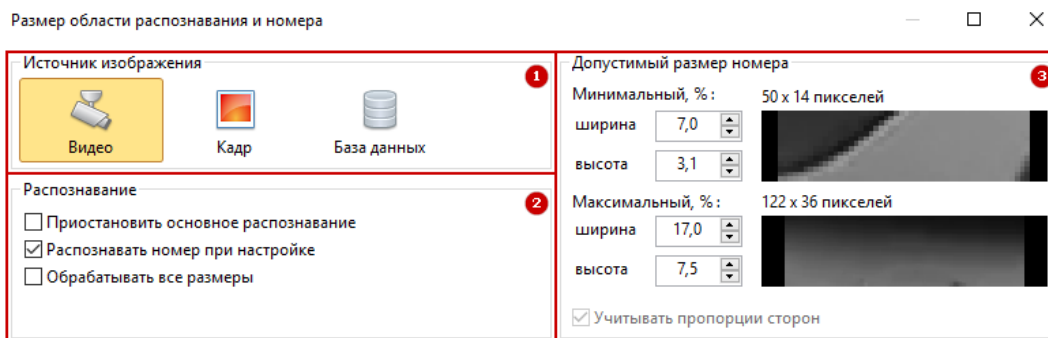 Размер области распознавания и номера
Источник изображения
1
Видео
Кадр
База данных
Распознавание
2
Приостановить основное распознавание
Распознавать номер при настройке
Обрабатывать все размеры
Допустимый размер номера
3
Минимальный, % :
50 x 14 пикселей
ширина
7,0
высота
3,1
Максимальный, % :
122 x 36 пикселей
ширина
17,0
высота
7,5
Учитывать пропорции сторон